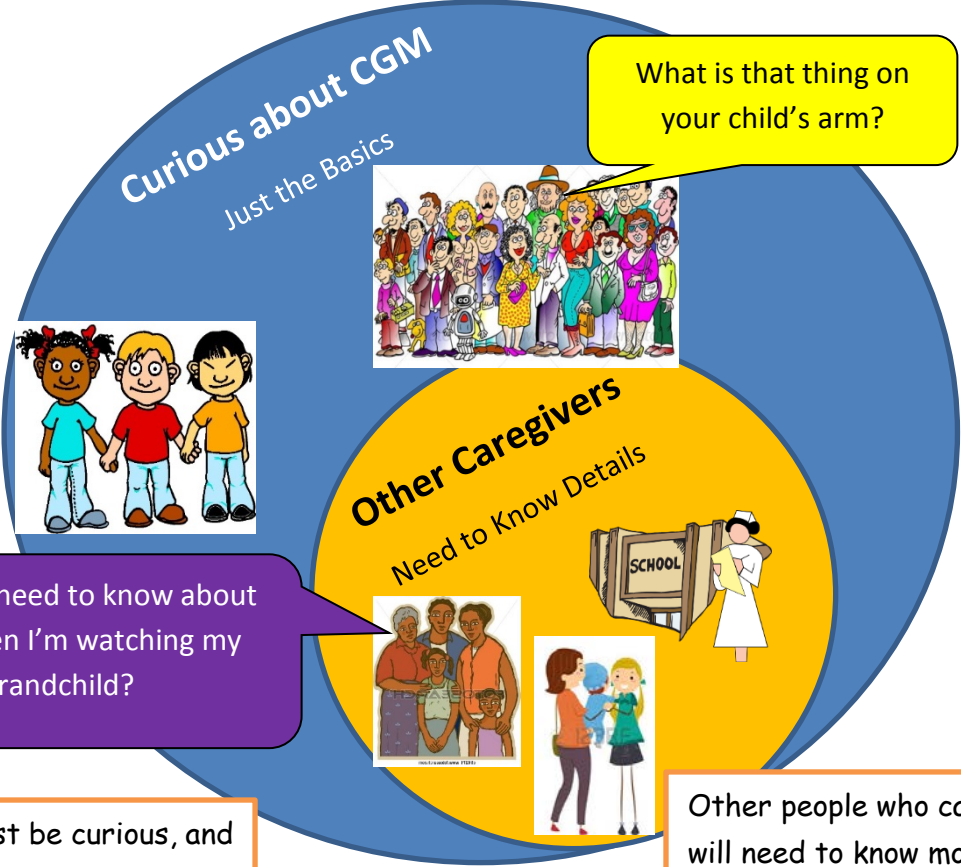 Curious about CGM
Just the Basics
What is that thing on
your child's arm?
Other Caregivers
Need to Know Details
SCHOOL
need to know about
en I'm watching my
randchild?
st be curious, and
Other people who ca
will need to know mo